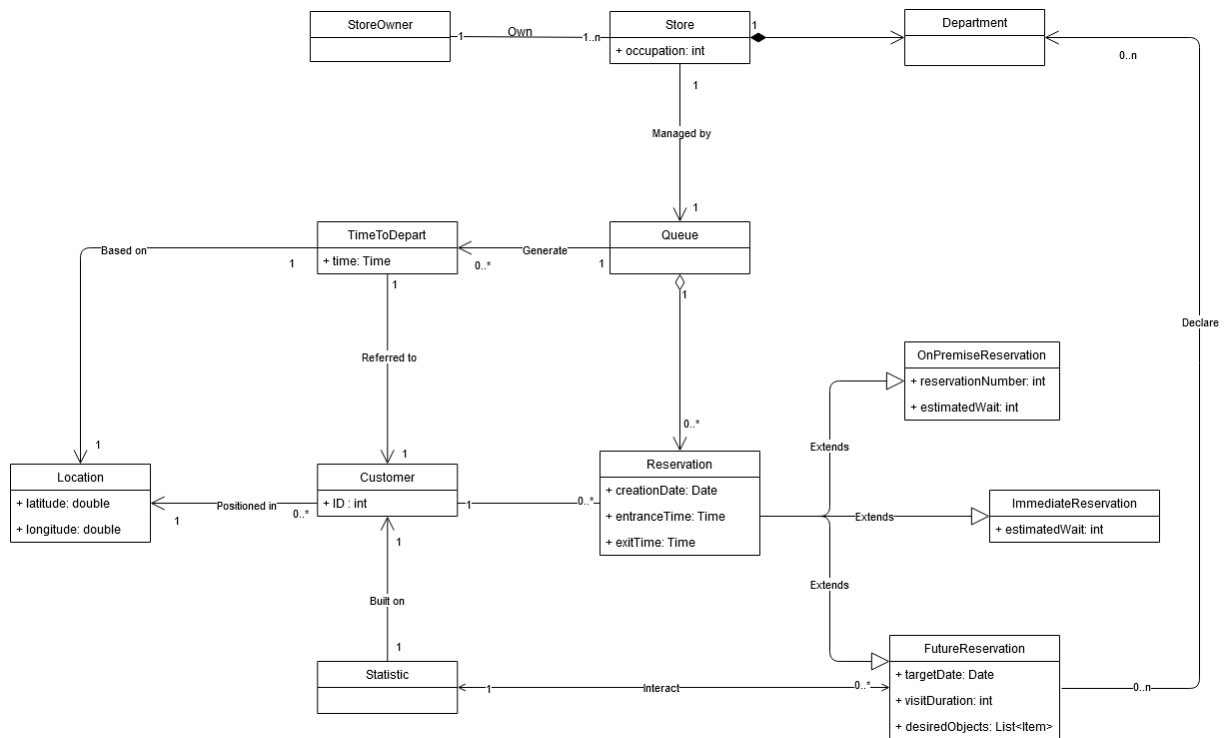 StoreOwner
Store
1
Department
1
Own
1..n
+ occupation: int
0..n
1
Managed by
1
TimeToDepart
Queue
Based on
Generate
+ time: Time
1
0..*
1
1
1
Declare
Referred to
OnPremiseReservation
+ reservationNumber: int
+ estimatedWait: int
0..*
1
1
Extends
Location
Customer
Reservation
+ latitude: double
Positioned in
0..*
+ ID : int
1
0..*
+ creationDate: Date
ImmediateReservation
1
+ longitude: double
+ entranceTime: Time
Extends
+ estimatedWait: int
1
+ exitTime: Time
Extends
Built on
1
FutureReservation
Statistic
+ targetDate: Date
1
Interact
0..*
0..n
+ visitDuration: int
+ desiredObjects: List<Item>